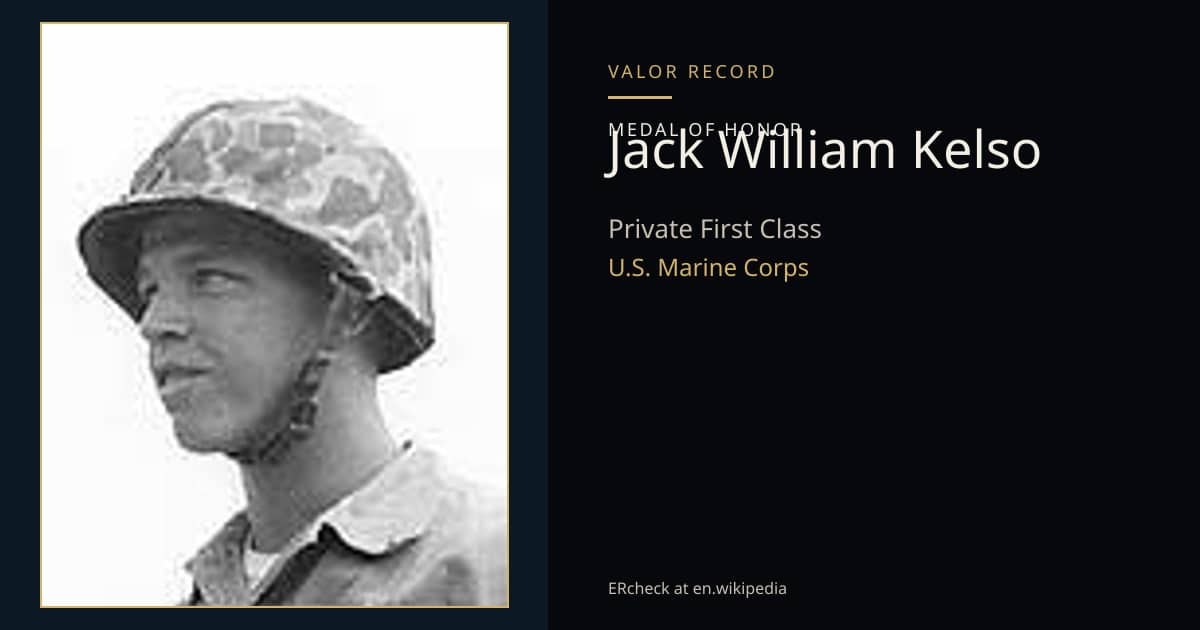 VALOR RECORD
MEDAL OF HONOR
Jack William Kelso
Private First Class
U.S. Marine Corps
ERcheck at en.wikipedia